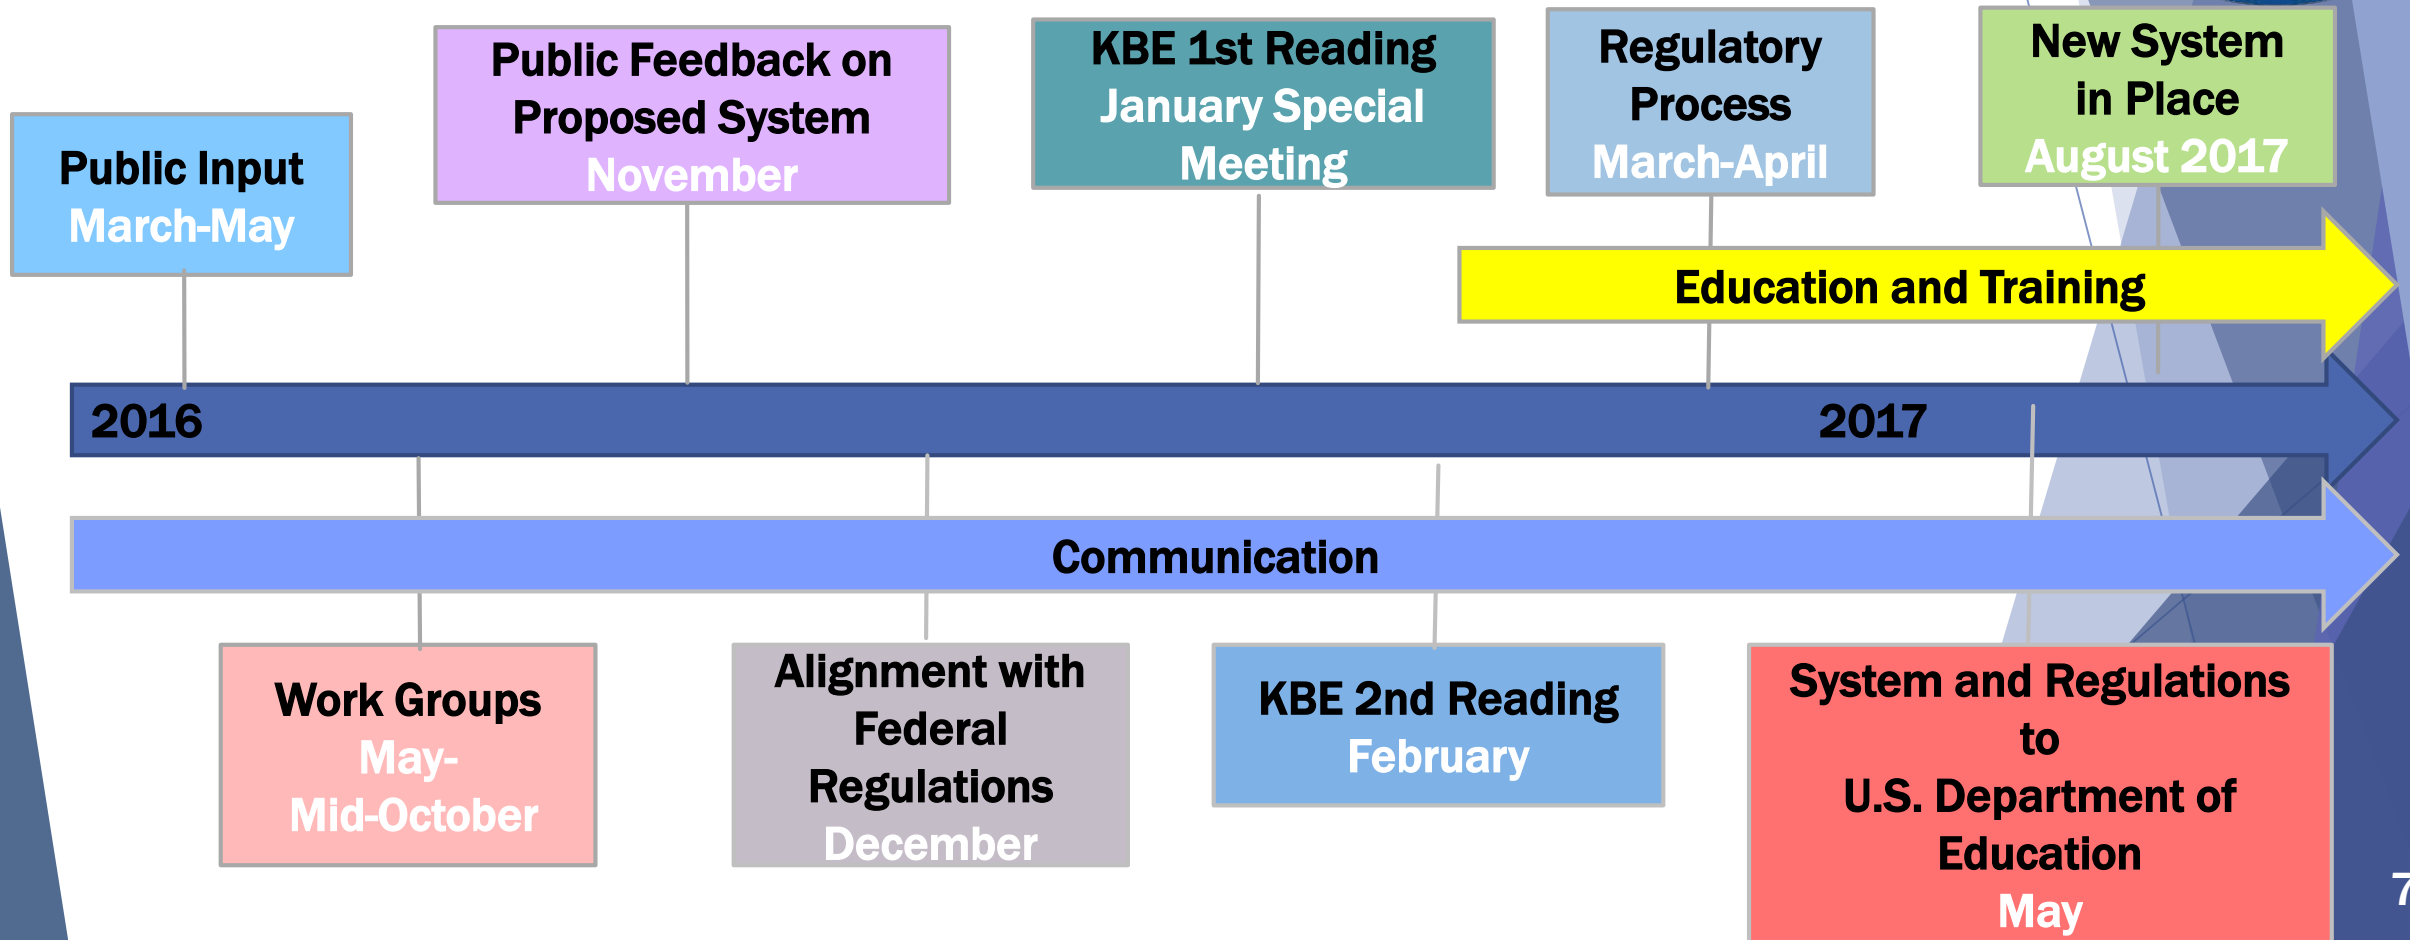 Public Input
March-May
Public Feedback on
Proposed System
November
KBE 1st Reading
January Special
Meeting
Regulatory
Process
March-April
New System
in Place
August 2017
Education and Training
2016
2017
Communication
Work Groups
May-
Mid-October
Alignment with
Federal
Regulations
December
KBE 2nd Reading
February
System and Regulations
to
U.S. Department of
Education
May
7